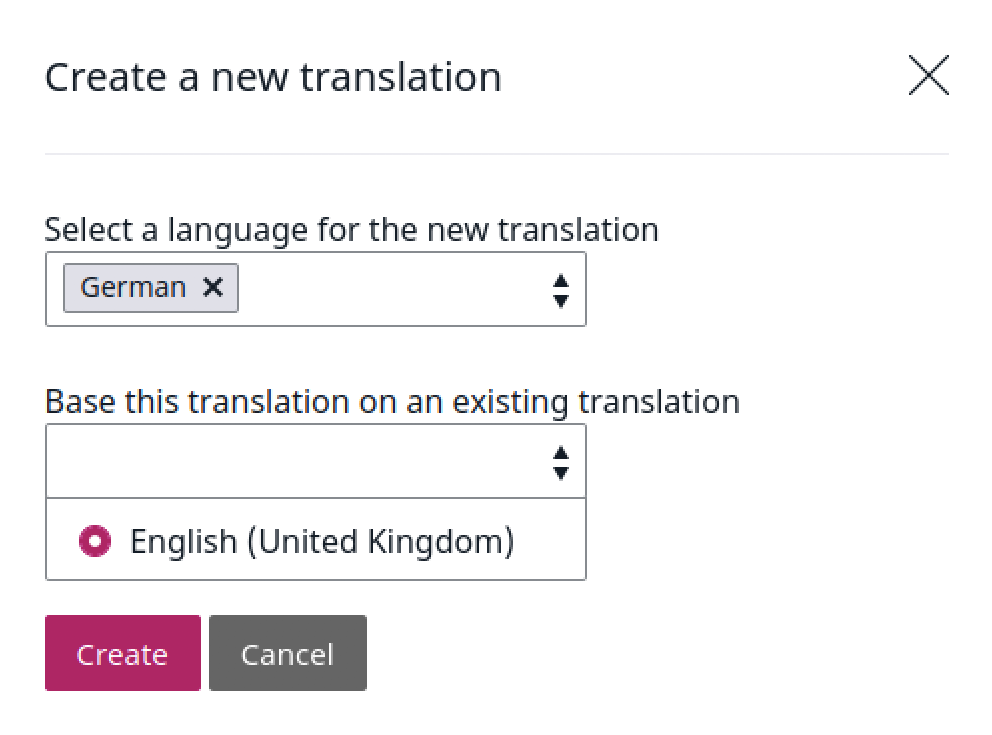 Create a new translation
Select a language for the new translation
German
Base this translation on an existing translation
English (United Kingdom)
Create Cancel